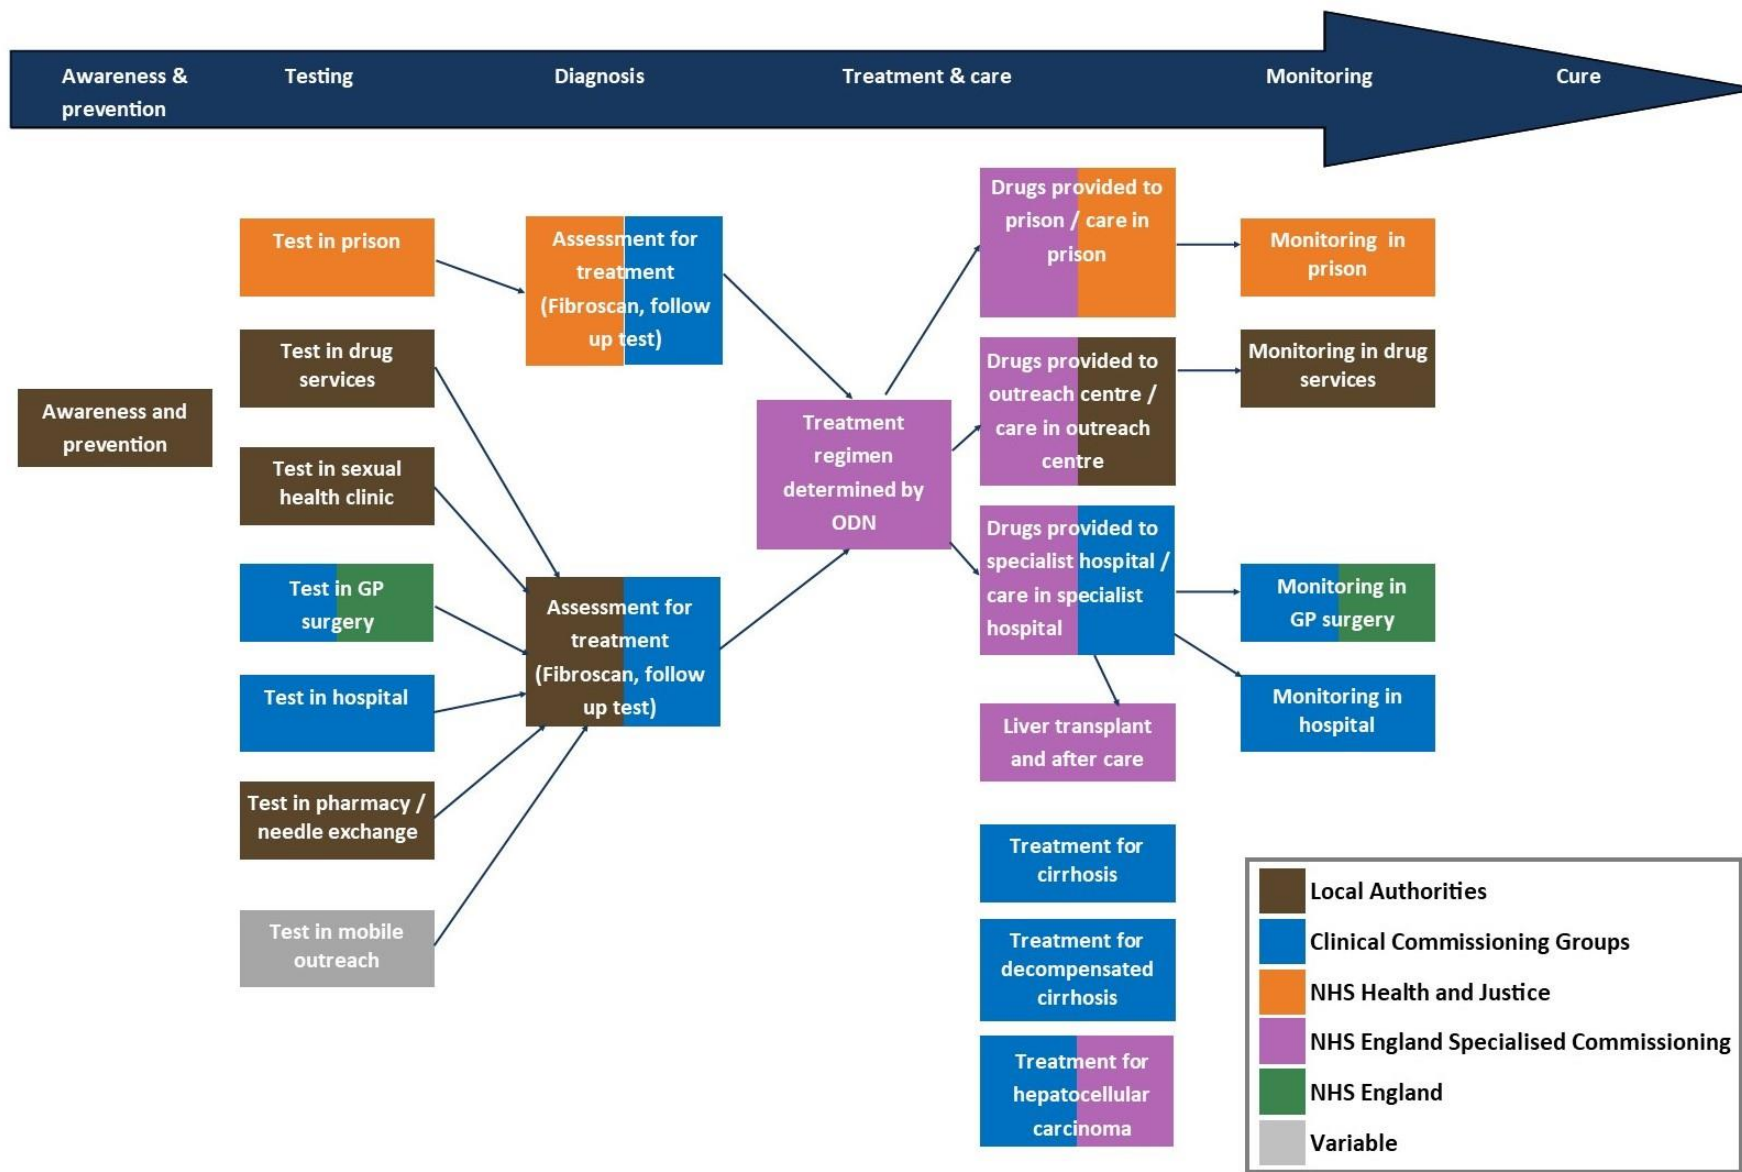 Awareness &
prevention
Testing
Diagnosis
Treatment & care
Monitoring
Cure
Awareness and
prevention
Test in prison
Test in drug
services
Test in sexual
health clinic
Test in GP
surgery
Test in hospital
Test in pharmacy /
needle exchange
Test in mobile
outreach
Assessment for
treatment
(Fibroscan, follow
up test)
Assessment for
treatment
(Fibroscan, follow
up test)
Treatment
regimen
determined by
ODN
Drugs provided to
prison / care in
prison
Drugs provided to
outreach centre /
care in outreach
centre
Drugs provided to
specialist hospital /
care in specialist
hospital
Liver transplant
and after care
Treatment for
cirrhosis
Treatment for
decompensated
cirrhosis
Treatment for
hepatocellular
carcinoma
Monitoring in
prison
Monitoring in drug
services
Monitoring in
GP surgery
Monitoring in
hospital
Local Authorities
Clinical Commissioning Groups
NHS Health and Justice
NHS England Specialised Commissioning
NHS England
Variable